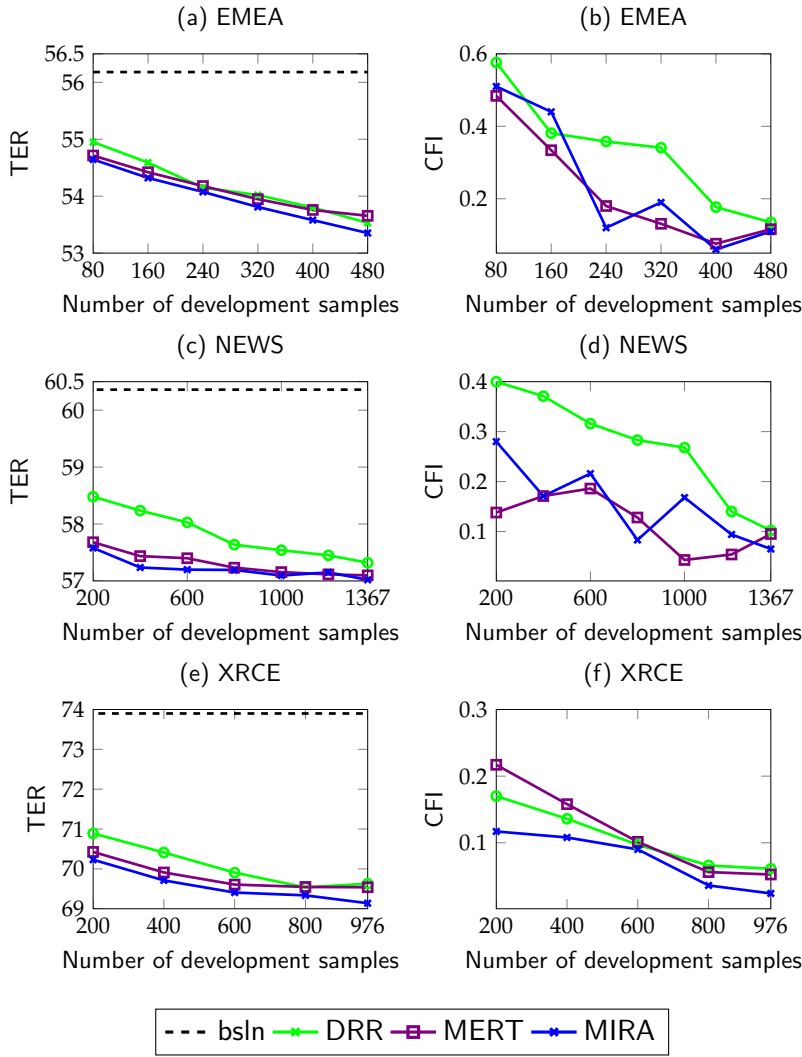 (a) EMEA
(b) EMEA
56.5
56
55
54
53
TER
80 160 240 320 400 480
Number of development samples
0.6
0.4
0.2
CFI
80 160 240 320 400 480
Number of development samples
(c) NEWS
(d) NEWS
60.5
60
58
57
TER
200 600 1000 1367
Number of development samples
0.4
0.3
0.2
0.1
CFI
200 600 1000 1367
Number of development samples
(e) XRCE
(f) XRCE
74
73
72
71
70
69
TER
200 400 600 800 976
Number of development samples
0.3
0.2
0.1
CFI
200 400 600 800 976
Number of development samples
bsln DRR MERT MIRA